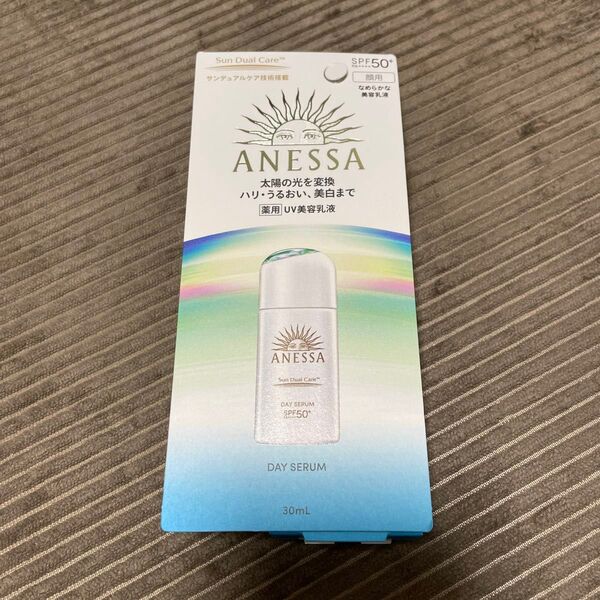 Sun Dual Care™
サンデュアルケア技術搭載
SPF50+
PA++++
顔用
なめらかな
美容乳液
ANESSA
太陽の光を変換
ハリ・うるおい、美白まで
薬用 UV美容乳液
ANESSA
Sun Dual Care™
DAY SERUM
SPF50+
PA++++
DAY SERUM
30mL